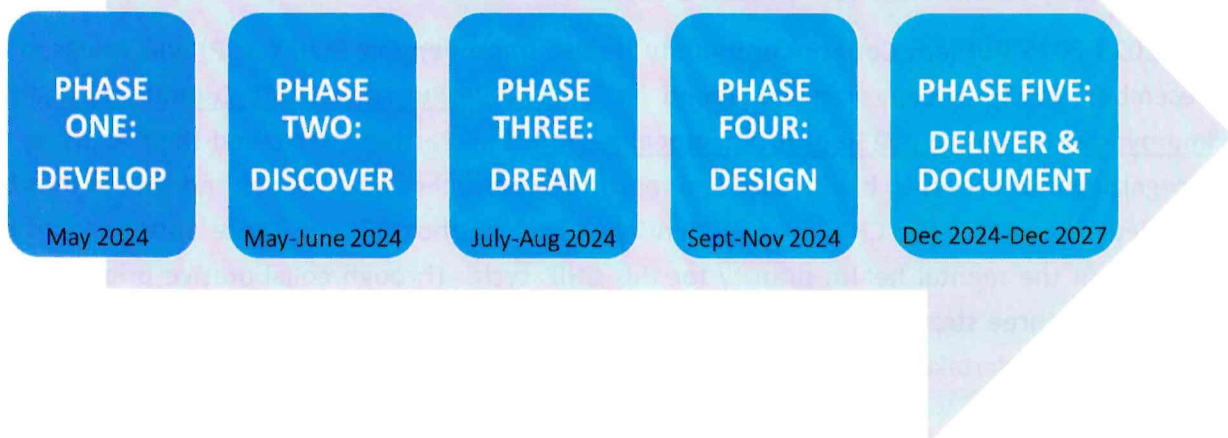 PHASE
ONE:
DEVELOP
May 2024
PHASE
TWO:
DISCOVER
May-June 2024
PHASE
THREE:
DREAM
July-Aug 2024
PHASE
FOUR:
DESIGN
Sept-Nov 2024
PHASE FIVE:
DELIVER &
DOCUMENT
Dec 2024-Dec 2027